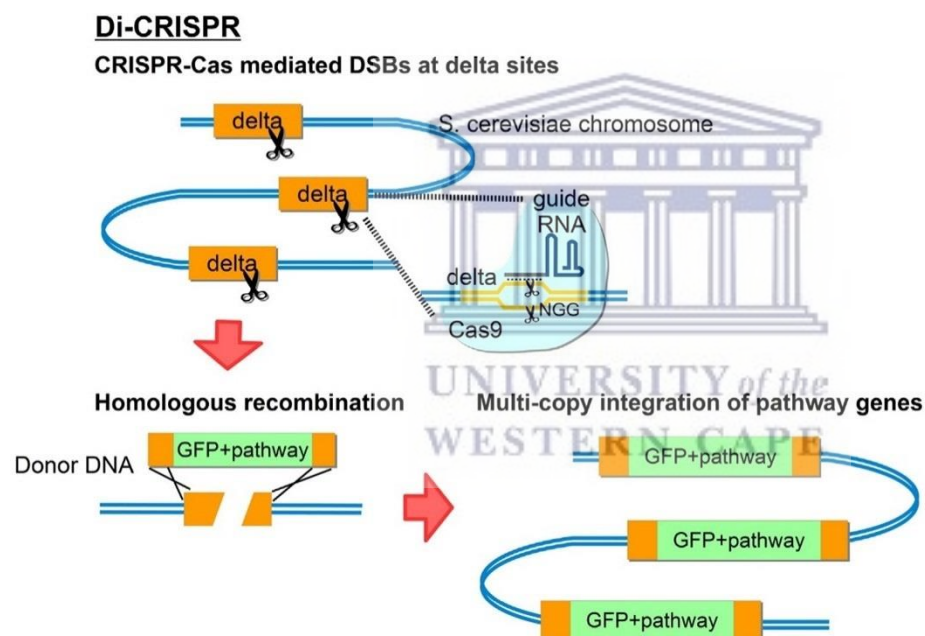 Di-CRISPR
CRISPR-Cas mediated DSBs at delta sites
delta
S. cerevisiae chromosome
delta
guide
RNA
delta
delta
NGG
Cas9
UNIVERSITY of the
WESTERN CAPE
Homologous recombination
Multi-copy integration of pathway genes
GFP+pathway
Donor DNA
GFP+pathway
GFP+pathway
GFP+pathway